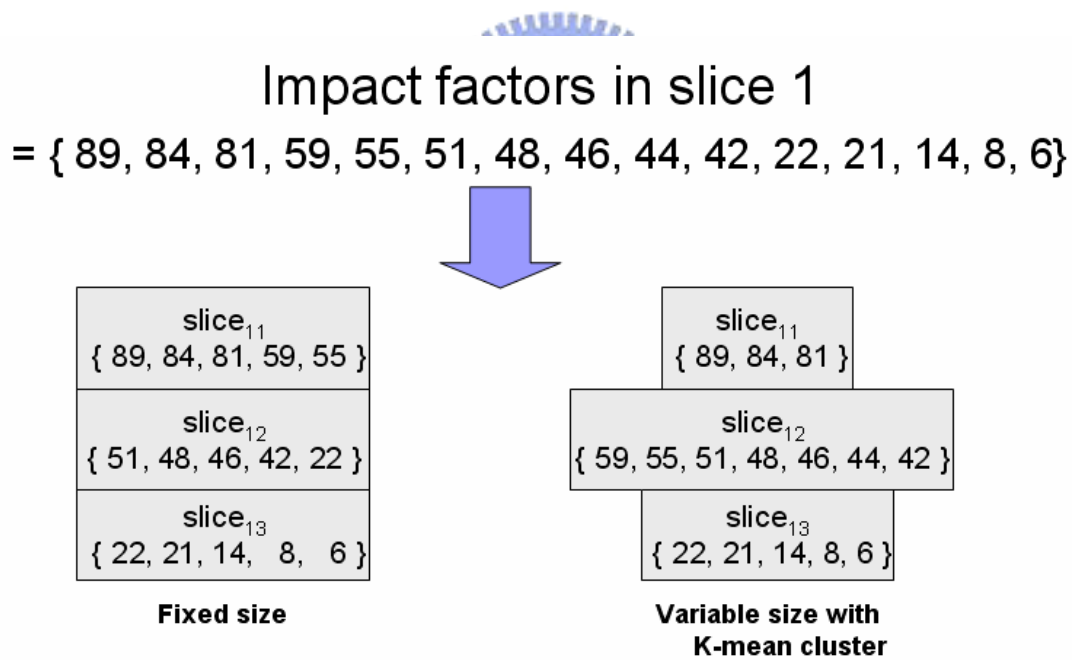 Impact factors in slice 1
= { 89, 84, 81, 59, 55, 51, 48, 46, 44, 42, 22, 21, 14, 8, 6}
slice11
{ 89, 84, 81, 59, 55 }
slice12
{ 51, 48, 46, 42, 22 }
slice13
{ 22, 21, 14, 8, 6 }
Fixed size
slice11
{ 89, 84, 81 }
slice12
{ 59, 55, 51, 48, 46, 44, 42 }
slice13
{ 22, 21, 14, 8, 6 }
Variable size with
K-mean cluster